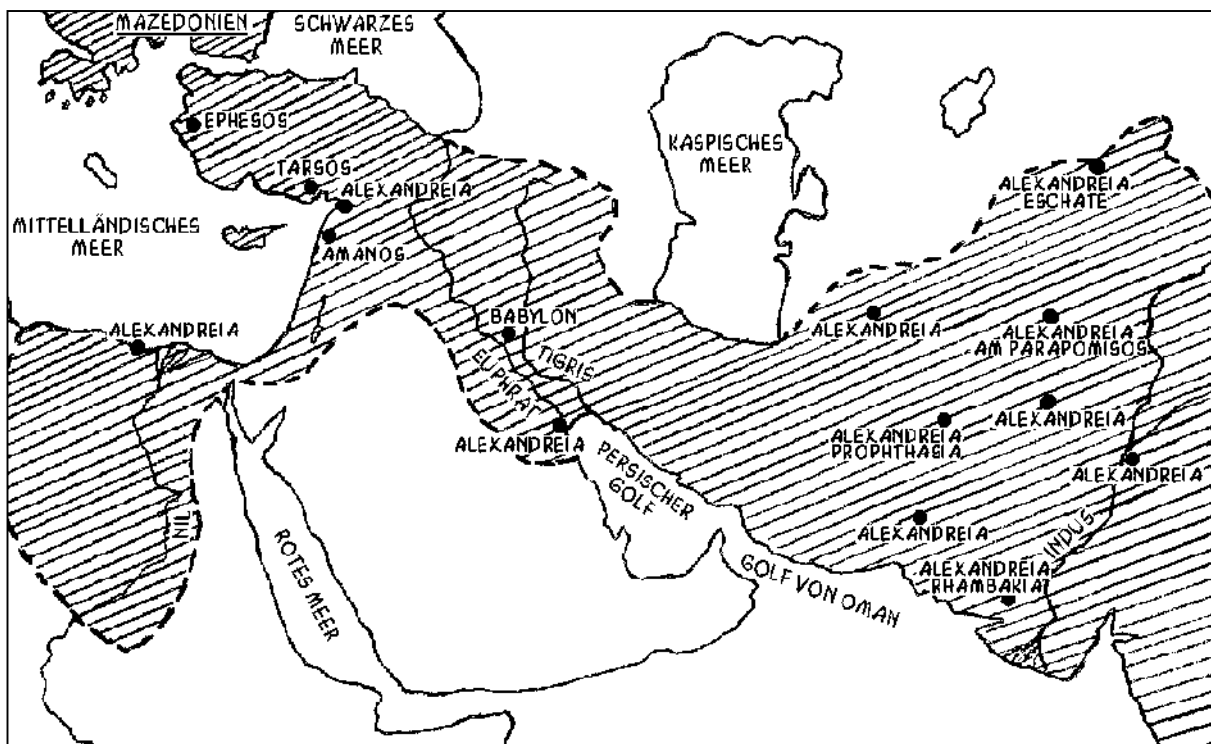 MAZEDONIEN
SCHWARZES
MEER
EPHESOS
TARSOS
ALEXANDREIA
KASPISCHES
MEER
ALEXANDREIA
ESCHATE
MITTELLÄNDISCHES
MEER
AMANOS
ALEXANDREIA
BABYLON
ALEXANDREIA
ALEXANDREIA
AM PARAPOMISOS
TIGRIS
EUPHRAT
ALEXANDREIA
ALEXANDREIA
PROPHTHASIA
ALEXANDREIA
ALEXANDREIA
PERSISCHER
GOLF
NIL
ROTES MEER
ALEXANDREIA
INDUS
GOLF VON OMAN
ALEXANDREIA
RHAMBAKIA